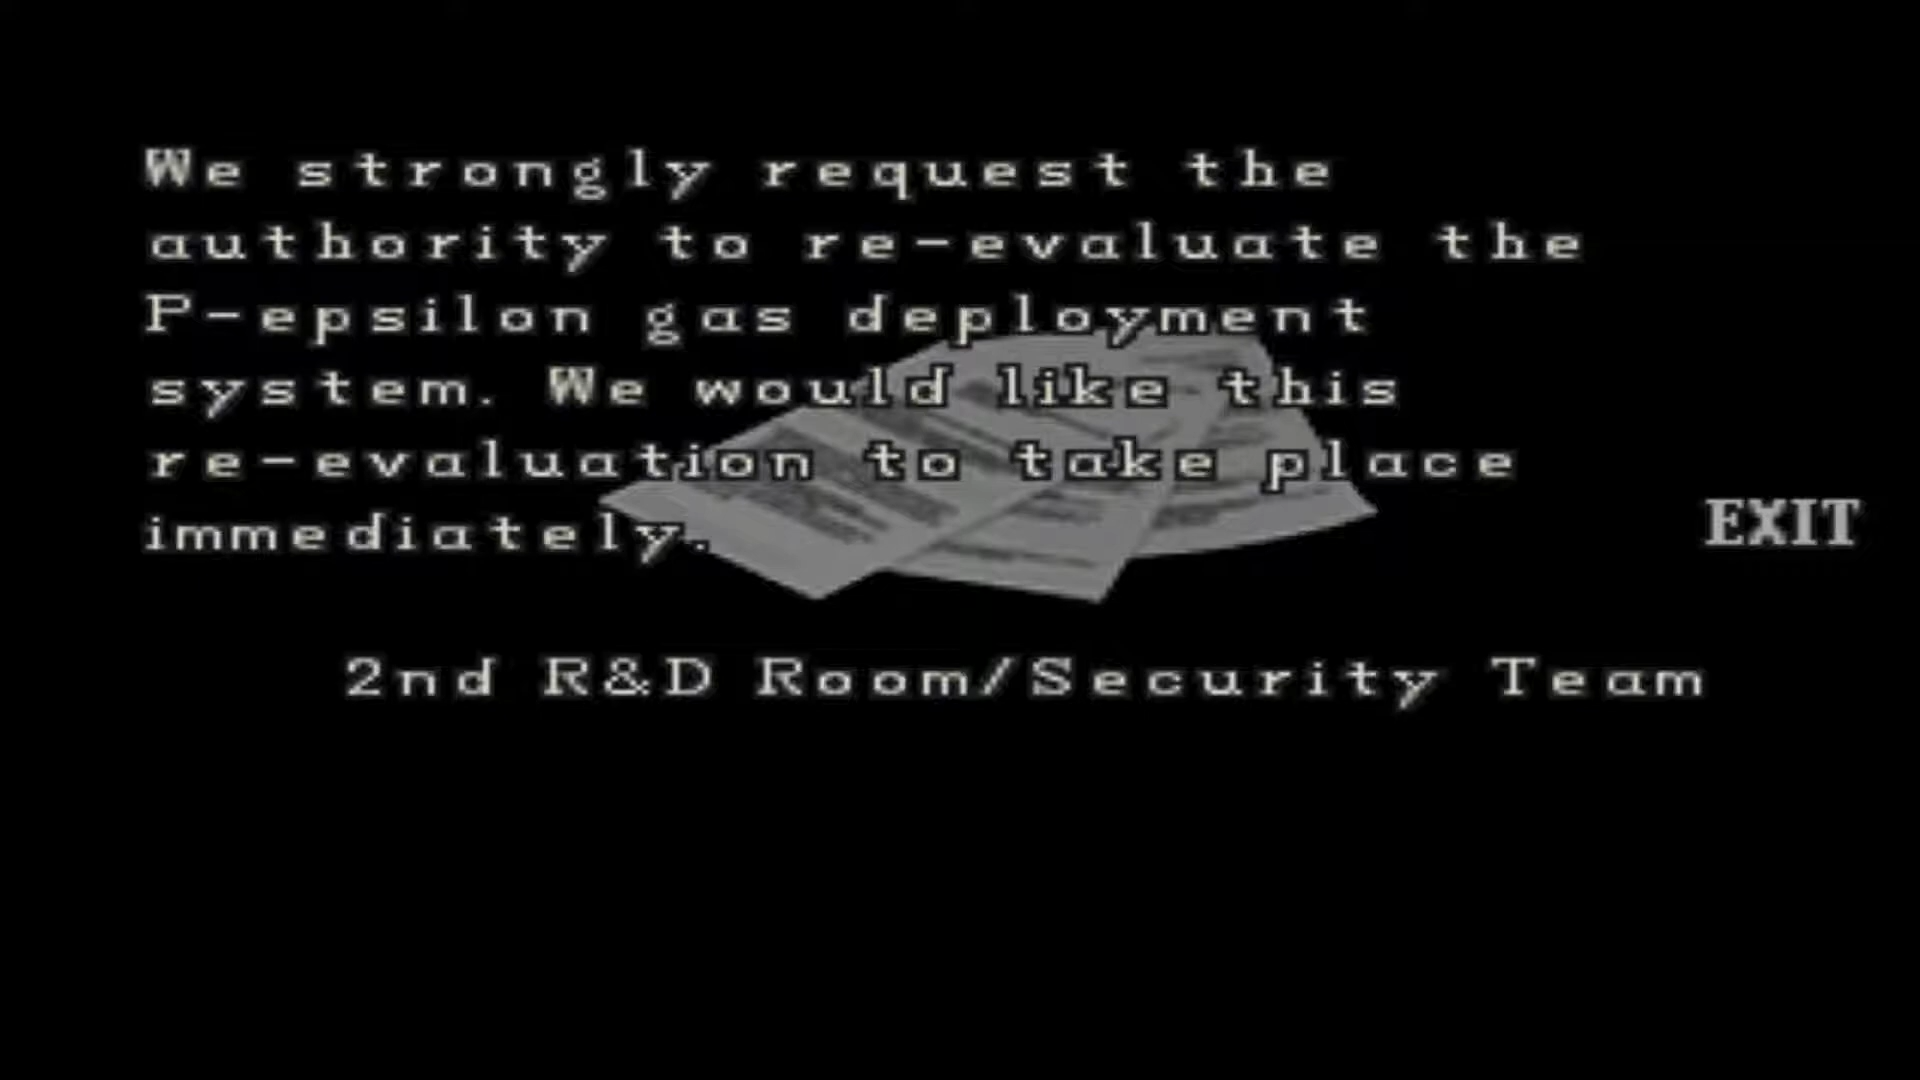 We strongly request the
authority to re-evaluate the
P-epsilon gas deployment
system. We would like this
re-evaluation to take place
immediately.
EXIT
2nd R&D Room/Security Team